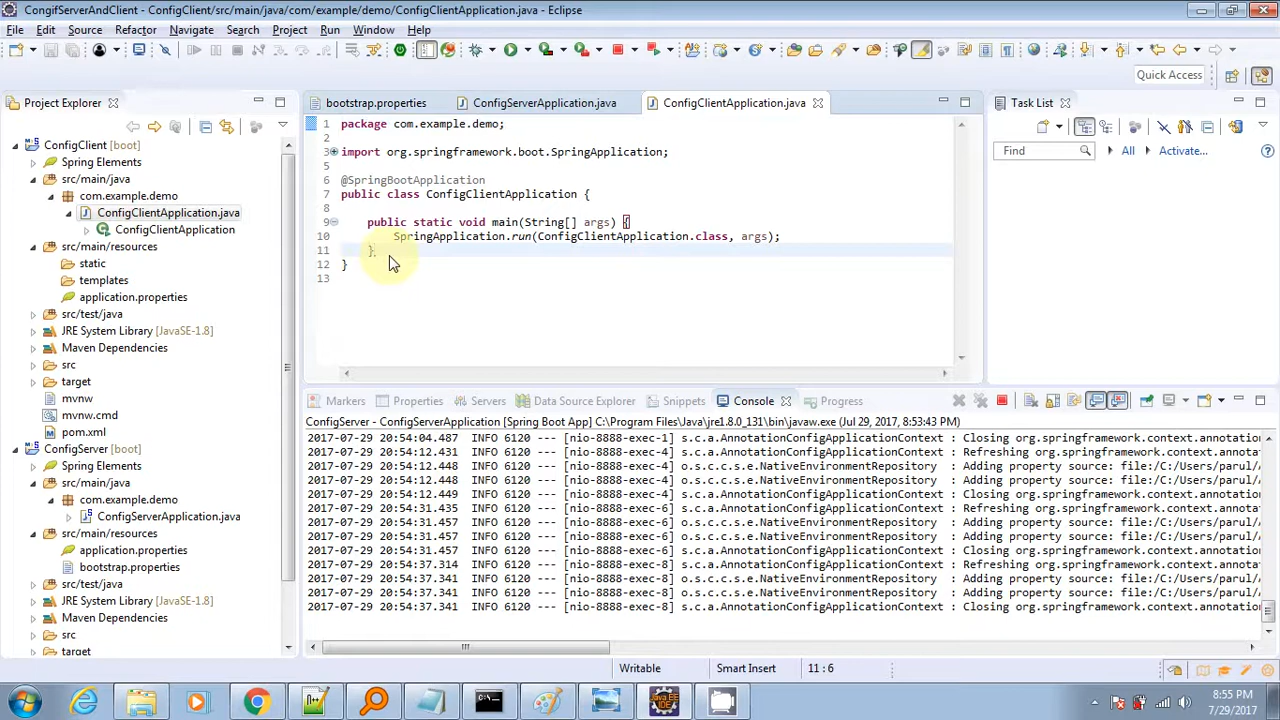 CongifServerAndClient - ConfigClient/src/main/java/com/example/demo/ConfigClientApplication.java - Eclipse
File Edit Source Refactor Navigate Search Project Run Window Help
Quick Access
Project Explorer
ConfigClient [boot]
Spring Elements
src/main/java
com.example.demo
ConfigClientApplication.java
ConfigClientApplication
src/main/resources
static
templates
application.properties
src/test/java
JRE System Library [JavaSE-1.8]
Maven Dependencies
src
target
mvnw
mvnw.cmd
pom.xml
ConfigServer [boot]
Spring Elements
src/main/java
com.example.demo
ConfigServerApplication.java
src/main/resources
application.properties
bootstrap.properties
src/test/java
JRE System Library [JavaSE-1.8]
Maven Dependencies
src
target
bootstrap.properties ConfigServerApplication.java ConfigClientApplication.java
1 package com.example.demo;
2
3 import org.springframework.boot.SpringApplication;
5
6 @SpringBootApplication
7 public class ConfigClientApplication {
8
9 public static void main(String[] args) {
10 SpringApplication.run(ConfigClientApplication.class, args);
11 }
12 }
13
Task List
Find All Activate...
Markers Properties Servers Data Source Explorer Snippets Console Progress
ConfigServer - ConfigServerApplication [Spring Boot App] C:\Program Files\Java\jre1.8.0_131\bin\javaw.exe (Jul 29, 2017, 8:53:43 PM)
2017-07-29 20:54:04.487 INFO 6120 --- [nio-8888-exec-1] s.c.a.AnnotationConfigApplicationContext : Closing org.springframework.context.annotatio
2017-07-29 20:54:12.431 INFO 6120 --- [nio-8888-exec-4] s.c.a.AnnotationConfigApplicationContext : Refreshing org.springframework.context.annota
2017-07-29 20:54:12.448 INFO 6120 --- [nio-8888-exec-4] o.s.c.c.s.e.NativeEnvironmentRepository : Adding property source: file:/C:/Users/parul/
2017-07-29 20:54:12.448 INFO 6120 --- [nio-8888-exec-4] o.s.c.c.s.e.NativeEnvironmentRepository : Adding property source: file:/C:/Users/parul/
2017-07-29 20:54:12.449 INFO 6120 --- [nio-8888-exec-4] s.c.a.AnnotationConfigApplicationContext : Closing org.springframework.context.annotatio
2017-07-29 20:54:31.435 INFO 6120 --- [nio-8888-exec-6] s.c.a.AnnotationConfigApplicationContext : Refreshing org.springframework.context.annota
2017-07-29 20:54:31.457 INFO 6120 --- [nio-8888-exec-6] o.s.c.c.s.e.NativeEnvironmentRepository : Adding property source: file:/C:/Users/parul/
2017-07-29 20:54:31.457 INFO 6120 --- [nio-8888-exec-6] o.s.c.c.s.e.NativeEnvironmentRepository : Adding property source: file:/C:/Users/parul/
2017-07-29 20:54:31.457 INFO 6120 --- [nio-8888-exec-6] s.c.a.AnnotationConfigApplicationContext : Closing org.springframework.context.annotatio
2017-07-29 20:54:37.314 INFO 6120 --- [nio-8888-exec-8] s.c.a.AnnotationConfigApplicationContext : Refreshing org.springframework.context.annota
2017-07-29 20:54:37.341 INFO 6120 --- [nio-8888-exec-8] o.s.c.c.s.e.NativeEnvironmentRepository : Adding property source: file:/C:/Users/parul/
2017-07-29 20:54:37.341 INFO 6120 --- [nio-8888-exec-8] o.s.c.c.s.e.NativeEnvironmentRepository : Adding property source: file:/C:/Users/parul/
2017-07-29 20:54:37.341 INFO 6120 --- [nio-8888-exec-8] s.c.a.AnnotationConfigApplicationContext : Closing org.springframework.context.annotatio
Writable Smart Insert 11 : 6
8:55 PM
7/29/2017